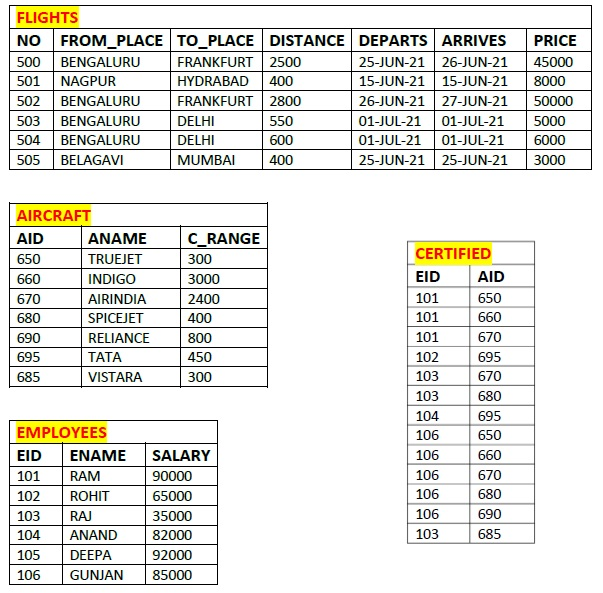 FLIGHTS
NO FROM_PLACE TO_PLACE DISTANCE DEPARTS ARRIVES PRICE
500 BENGALURU FRANKFURT 2500 25-JUN-21 26-JUN-21 45000
501 NAGPUR HYDRABAD 400 15-JUN-21 15-JUN-21 8000
502 BENGALURU FRANKFURT 2800 26-JUN-21 27-JUN-21 50000
503 BENGALURU DELHI 550 01-JUL-21 01-JUL-21 5000
504 BENGALURU DELHI 600 01-JUL-21 01-JUL-21 6000
505 BELAGAVI MUMBAI 400 25-JUN-21 25-JUN-21 3000
AIRCRAFT
AID ANAME C_RANGE
650 TRUEJET 300
660 INDIGO 3000
670 AIRINDIA 2400
680 SPICEJET 400
690 RELIANCE 800
695 TATA 450
685 VISTARA 300
CERTIFIED
EID AID
101 650
101 660
101 670
102 695
103 670
103 680
104 695
106 650
106 660
106 670
106 680
106 690
103 685
EMPLOYEES
EID ENAME SALARY
101 RAM 90000
102 ROHIT 65000
103 RAJ 35000
104 ANAND 82000
105 DEEPA 92000
106 GUNJAN 85000